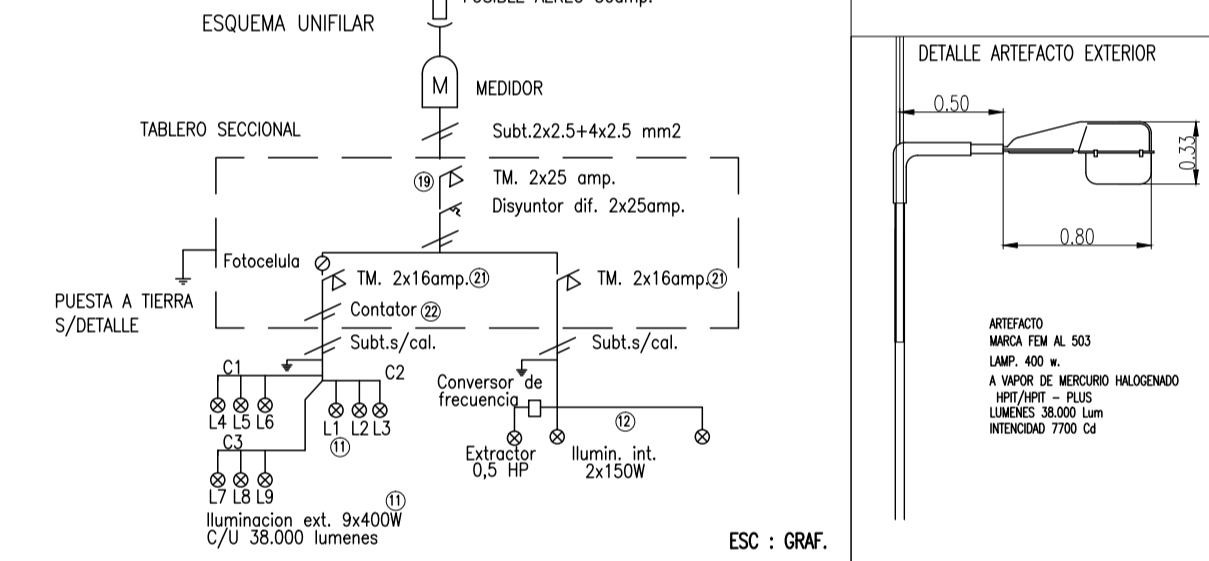 ESQUEMA UNIFILAR
M
MEDIDOR
TABLERO SECCIONAL
Subt.2x2.5+4x2.5 mm2
19
TM. 2x25 amp.
Disyuntor dif. 2x25amp.
Fotocelula
TM. 2x16amp. 21
TM. 2x16amp. 21
PUESTA A TIERRA
S/DETALLE
Contator 22
Subt.s/cal.
Subt.s/cal.
C1
C2
Conversor de
frecuencia
L4 L5 L6
L1 L2 L3
11
12
C3
Extractor
0,5 HP
Ilumin. int.
2x150W
L7 L8 L9
11
Iluminacion ext. 9x400W
C/U 38.000 lumenes
ESC : GRAF.
DETALLE ARTEFACTO EXTERIOR
0.50
0.33
0.80
ARTEFACTO
MARCA FEM AL 503
LAMP. 400 w.
A VAPOR DE MERCURIO HALOGENADO
HPIT/HPIT - PLUS
LUMENES 38.000 Lum
INTENCIDAD 7700 Cd